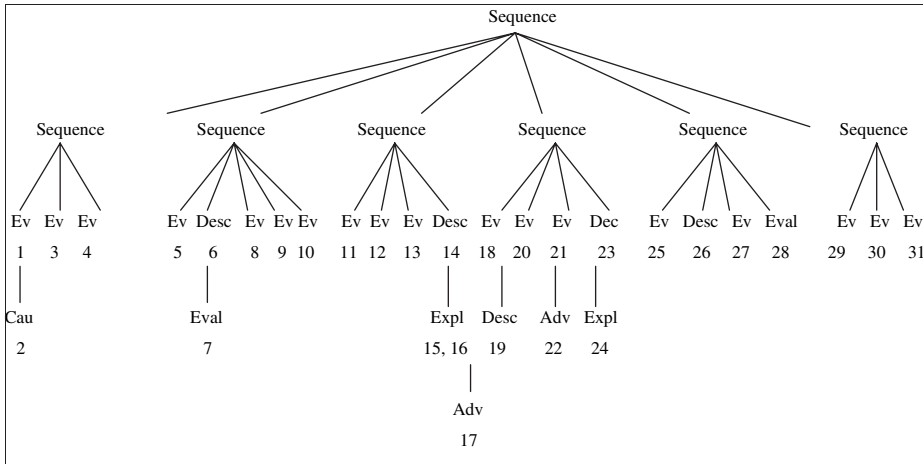 Sequence
Sequence Sequence Sequence Sequence Sequence Sequence
Ev Ev Ev Ev Desc Ev Ev Ev Ev Ev Ev Desc Ev Ev Ev Dec Ev Desc Ev Eval Ev Ev Ev
1 3 4 5 6 8 9 10 11 12 13 14 18 20 21 23 25 26 27 28 29 30 31
Cau Eval Expl Desc Adv Expl
2 7 15, 16 19 22 24
Adv
17